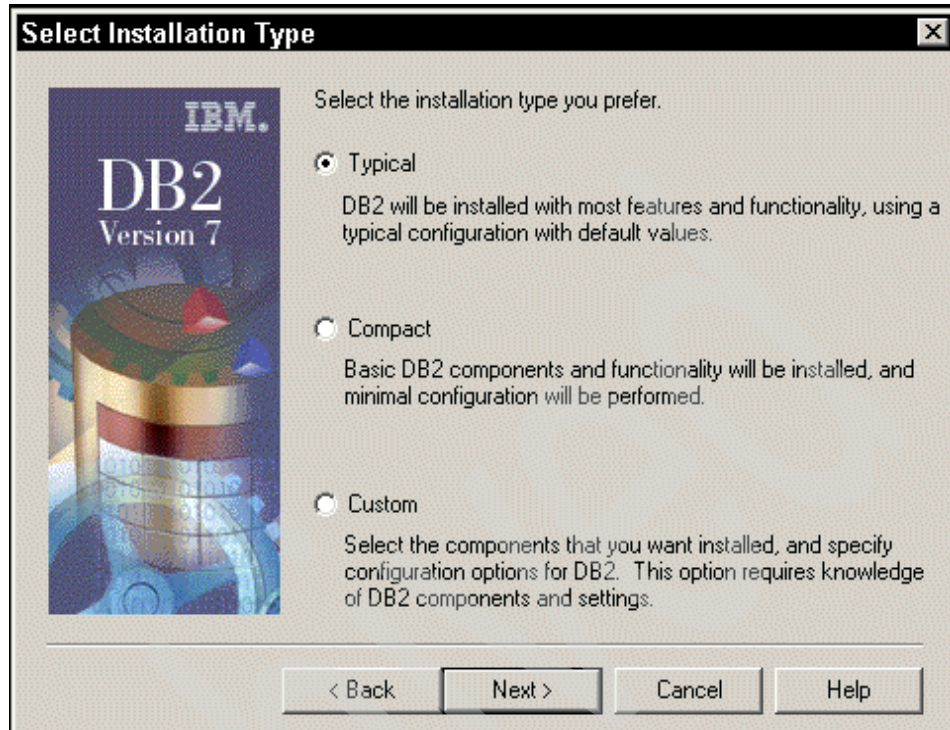 Select Installation Type
IBM.
DB2
Version 7
Select the installation type you prefer.
Typical
DB2 will be installed with most features and functionality, using a
typical configuration with default values.
Compact
Basic DB2 components and functionality will be installed, and
minimal configuration will be performed.
Custom
Select the components that you want installed, and specify
configuration options for DB2.  This option requires knowledge
of DB2 components and settings.
< Back
Next >
Cancel
Help